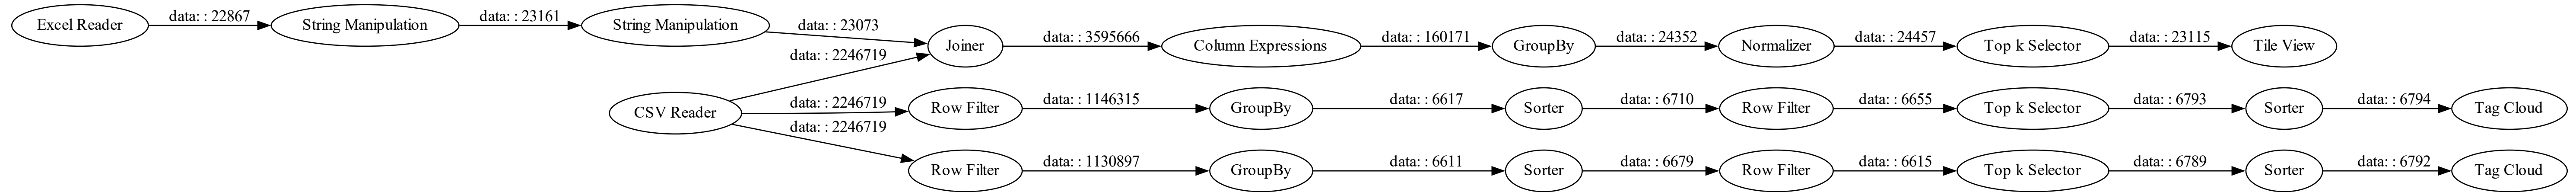 Excel Reader
data: : 22867
String Manipulation
data: : 23161
String Manipulation
data: : 23073
Joiner
data: : 3595666
Column Expressions
data: : 160171
GroupBy
data: : 24352
Normalizer
data: : 24457
Top k Selector
data: : 23115
Tile View
CSV Reader
data: : 2246719
data: : 2246719
Row Filter
data: : 1146315
GroupBy
data: : 6617
Sorter
data: : 6710
Row Filter
data: : 6655
Top k Selector
data: : 6793
Sorter
data: : 6794
Tag Cloud
data: : 2246719
Row Filter
data: : 1130897
GroupBy
data: : 6611
Sorter
data: : 6679
Row Filter
data: : 6615
Top k Selector
data: : 6789
Sorter
data: : 6792
Tag Cloud